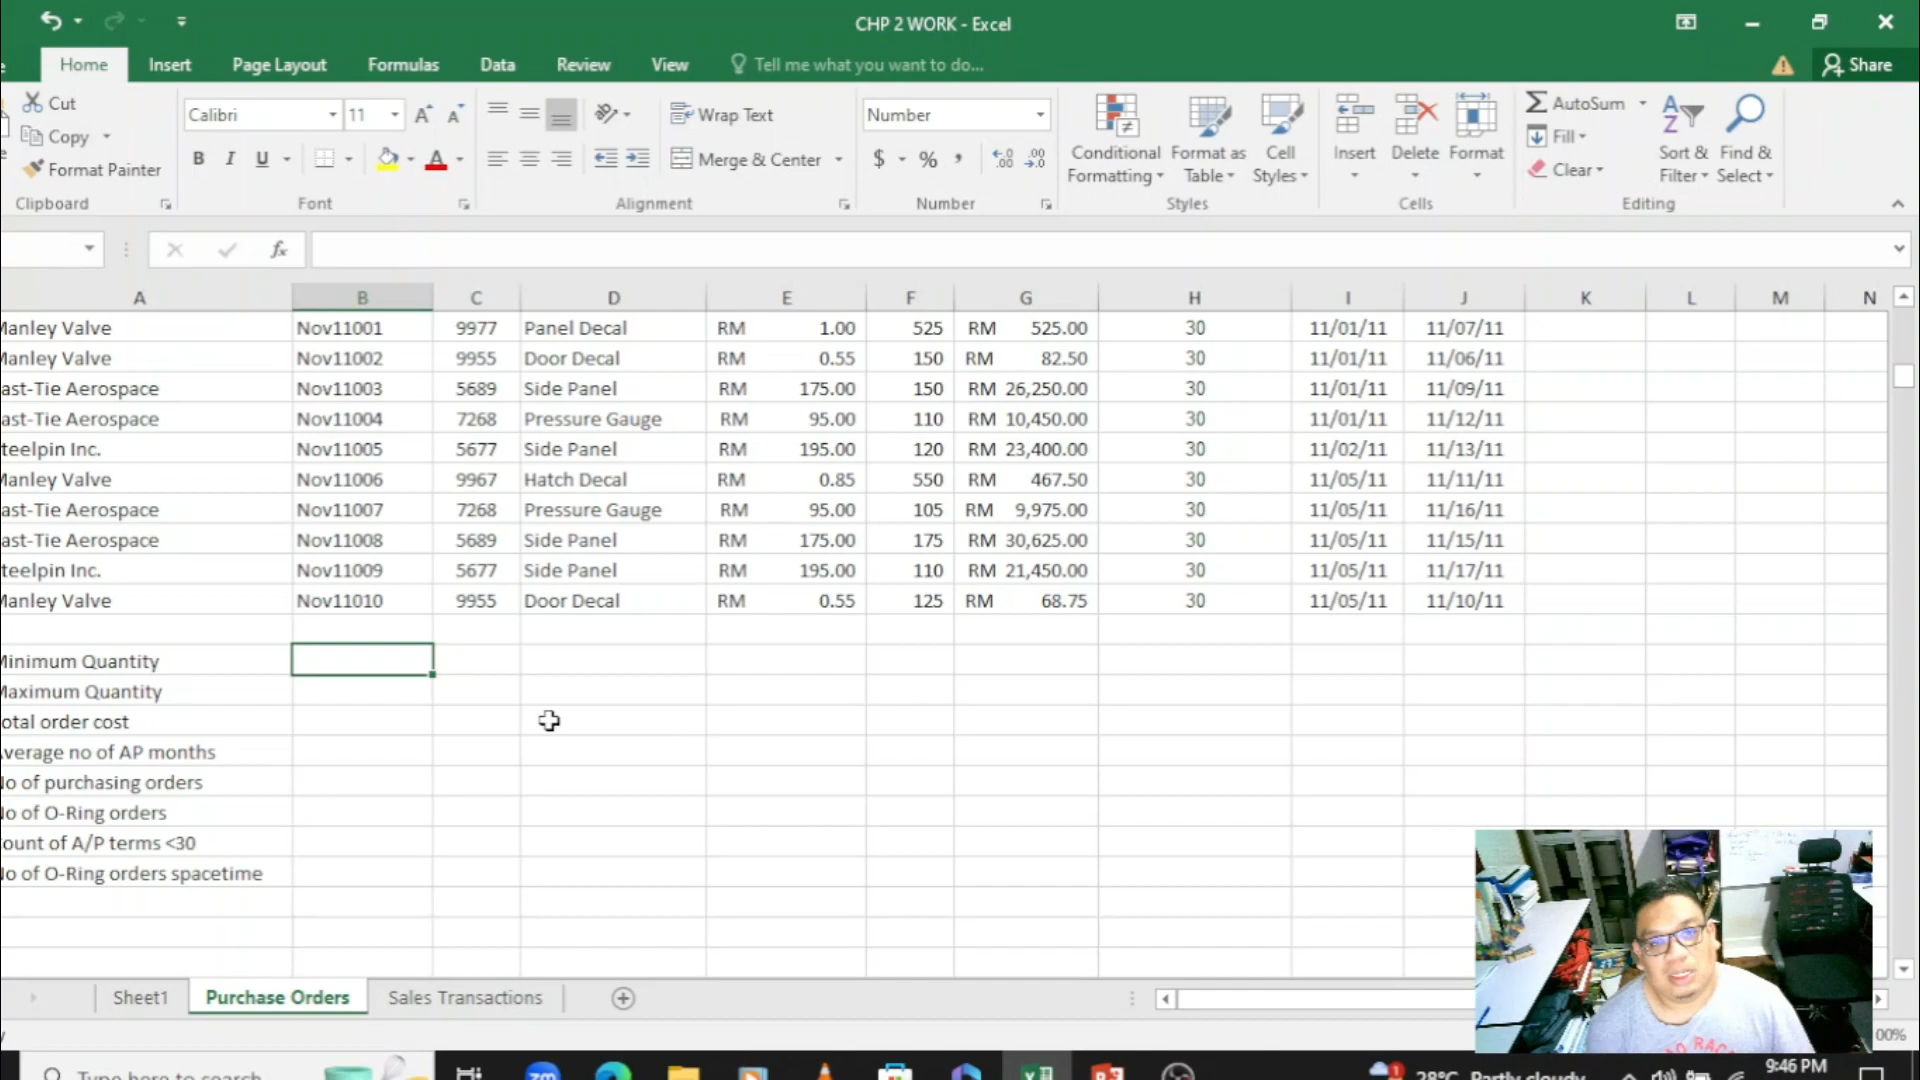 CHP 2 WORK - Excel
Home Insert Page Layout Formulas Data Review View Tell me what you want to do... Share
Cut
Copy
Format Painter
Clipboard
Calibri 11
B I U A
Font
Wrap Text
Merge & Center
Alignment
Number
$ % ,
Number
Conditional Formatting
Format as Table
Cell Styles
Styles
Insert Delete Format
Cells
AutoSum
Fill
Clear
Sort & Filter
Find & Select
Editing
fx
A B C D E F G H I J K L M N
Manley Valve Nov11001 9977 Panel Decal RM 1.00 525 RM 525.00 30 11/01/11 11/07/11
Manley Valve Nov11002 9955 Door Decal RM 0.55 150 RM 82.50 30 11/01/11 11/06/11
ast-Tie Aerospace Nov11003 5689 Side Panel RM 175.00 150 RM 26,250.00 30 11/01/11 11/09/11
ast-Tie Aerospace Nov11004 7268 Pressure Gauge RM 95.00 110 RM 10,450.00 30 11/01/11 11/12/11
teelpin Inc. Nov11005 5677 Side Panel RM 195.00 120 RM 23,400.00 30 11/02/11 11/13/11
Manley Valve Nov11006 9967 Hatch Decal RM 0.85 550 RM 467.50 30 11/05/11 11/11/11
ast-Tie Aerospace Nov11007 7268 Pressure Gauge RM 95.00 105 RM 9,975.00 30 11/05/11 11/16/11
ast-Tie Aerospace Nov11008 5689 Side Panel RM 175.00 175 RM 30,625.00 30 11/05/11 11/15/11
teelpin Inc. Nov11009 5677 Side Panel RM 195.00 110 RM 21,450.00 30 11/05/11 11/17/11
Manley Valve Nov11010 9955 Door Decal RM 0.55 125 RM 68.75 30 11/05/11 11/10/11
Minimum Quantity
Maximum Quantity
otal order cost
Average no of AP months
No of purchasing orders
No of O-Ring orders
ount of A/P terms <30
No of O-Ring orders spacetime
Sheet1 Purchase Orders Sales Transactions
00%
Type here to search
zm
28°C Partly cloudy
9:46 PM